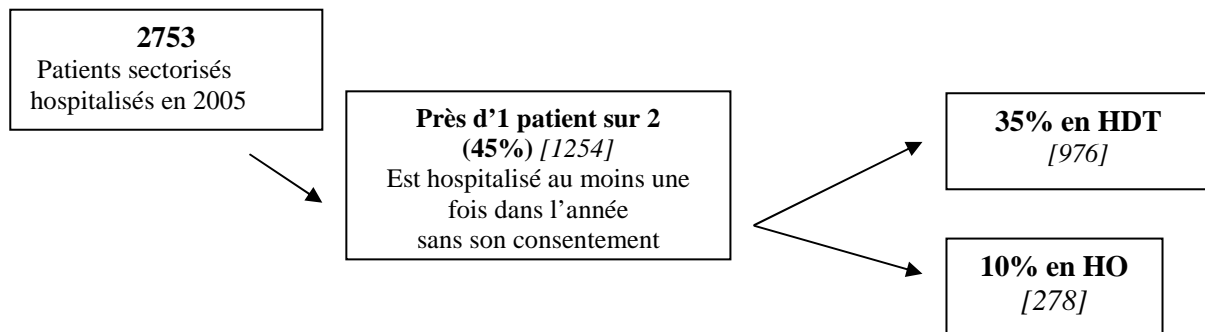 2753
Patients sectorisés
hospitalisés en 2005
Près d’1 patient sur 2
(45%) [1254]
Est hospitalisé au moins une
fois dans l’année
sans son consentement
35% en HDT
[976]
10% en HO
[278]